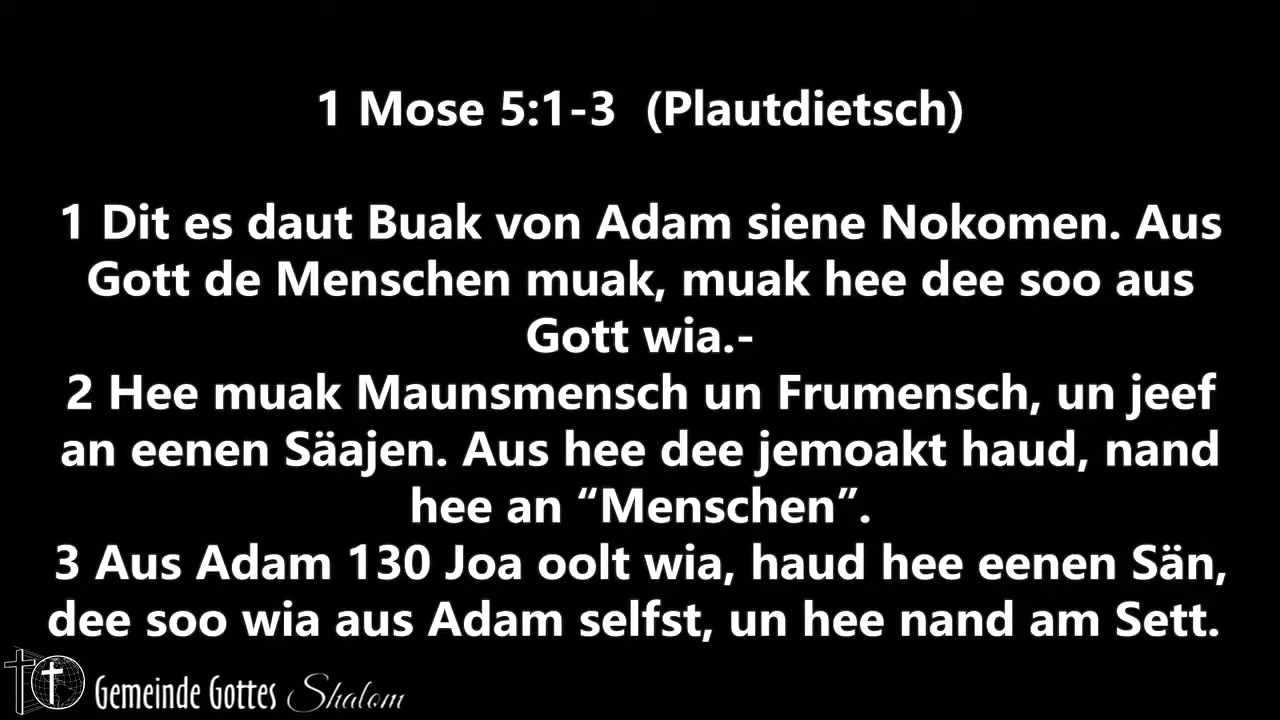 1 Mose 5:1-3 (Plautdietsch)
1 Dit es daut Buak von Adam siene Nokomen. Aus
Gott de Menschen muak, muak hee dee soo aus
Gott wia.-
2 Hee muak Maunsmensch un Frumensch, un jeef
an eenen Säajen. Aus hee dee jemoakt haud, nand
hee an “Menschen”.
3 Aus Adam 130 Joa oolt wia, haud hee eenen Sän,
dee soo wia aus Adam selfst, un hee nand am Sett.
Gemeinde Gottes Shalom